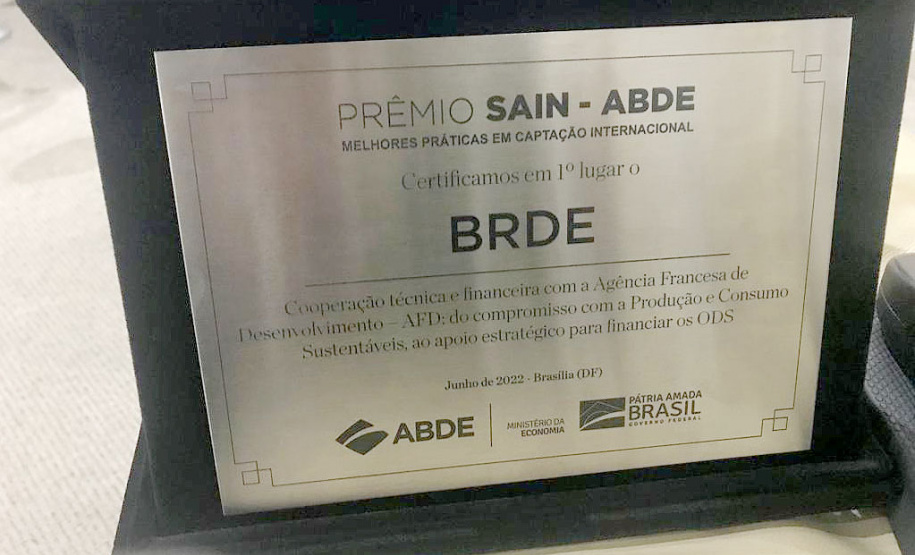 PRÊMIO SAIN - ABDE
MELHORES PRÁTICAS EM CAPTAÇÃO INTERNACIONAL
Certificamos em 1º lugar o
BRDE
Cooperação técnica e financeira com a Agência Francesa de
Desenvolvimento – AFD: do compromisso com a Produção e Consumo
Sustentáveis, ao apoio estratégico para financiar os ODS
Junho de 2022 - Brasília (DF)
ABDE
MINISTÉRIO DA
ECONOMIA
PÁTRIA AMADA
BRASIL
GOVERNO FEDERAL